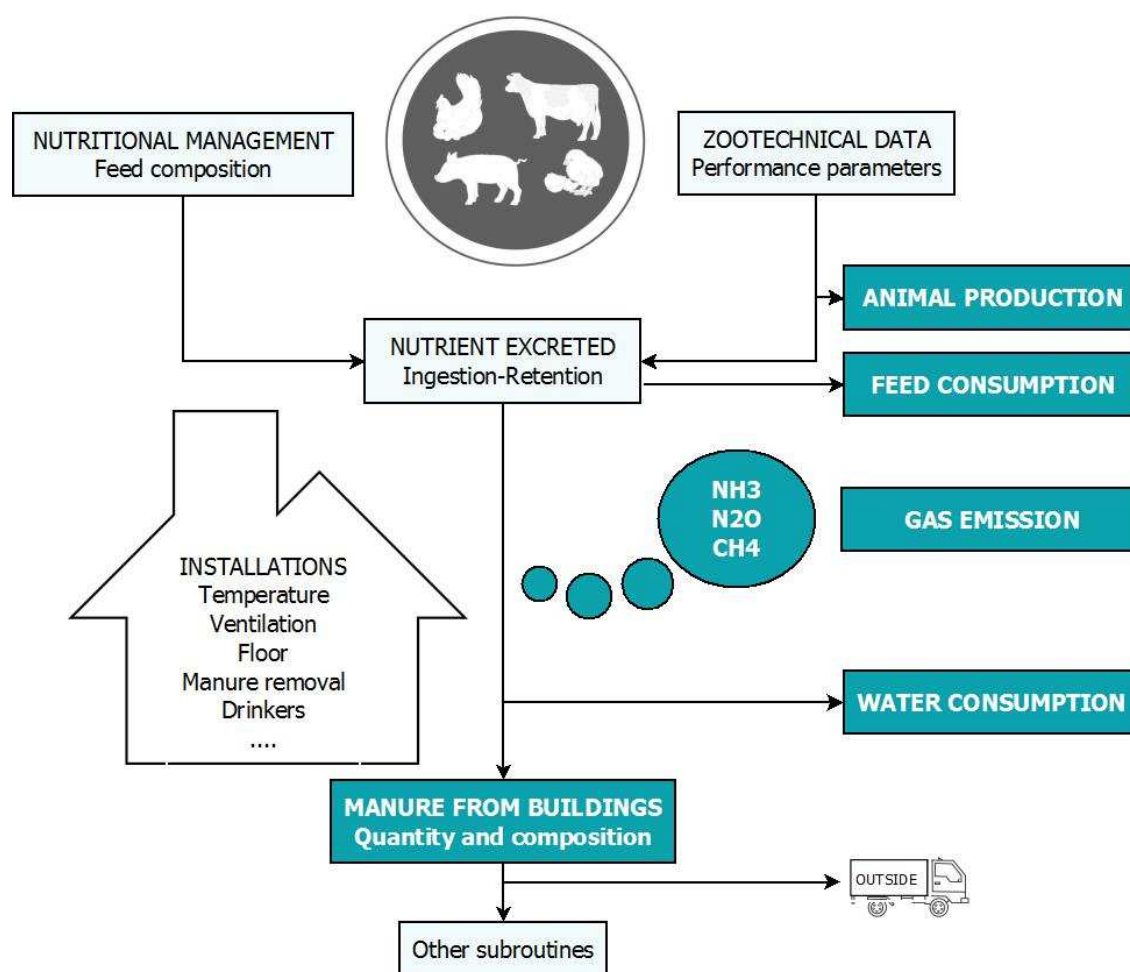 NUTRITIONAL MANAGEMENT
Feed composition
ZOOTECHNICAL DATA
Performance parameters
ANIMAL PRODUCTION
NUTRIENT EXCRETED
Ingestion-Retention
FEED CONSUMPTION
NH3
N2O
CH4
GAS EMISSION
INSTALLATIONS
Temperature
Ventilation
Floor
Manure removal
Drinkers
....
WATER CONSUMPTION
MANURE FROM BUILDINGS
Quantity and composition
OUTSIDE
Other subroutines